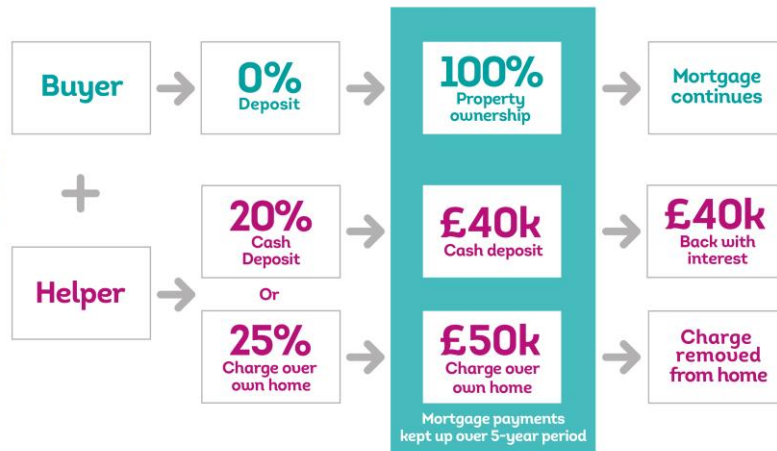 Buyer
0%
Deposit
100%
Property
ownership
Mortgage
continues
+
Helper
20%
Cash
Deposit
£40k
Cash deposit
£40k
Back with
interest
Or
25%
Charge over
own home
£50k
Charge over
own home
Charge
removed
from home
Mortgage payments
kept up over 5-year period